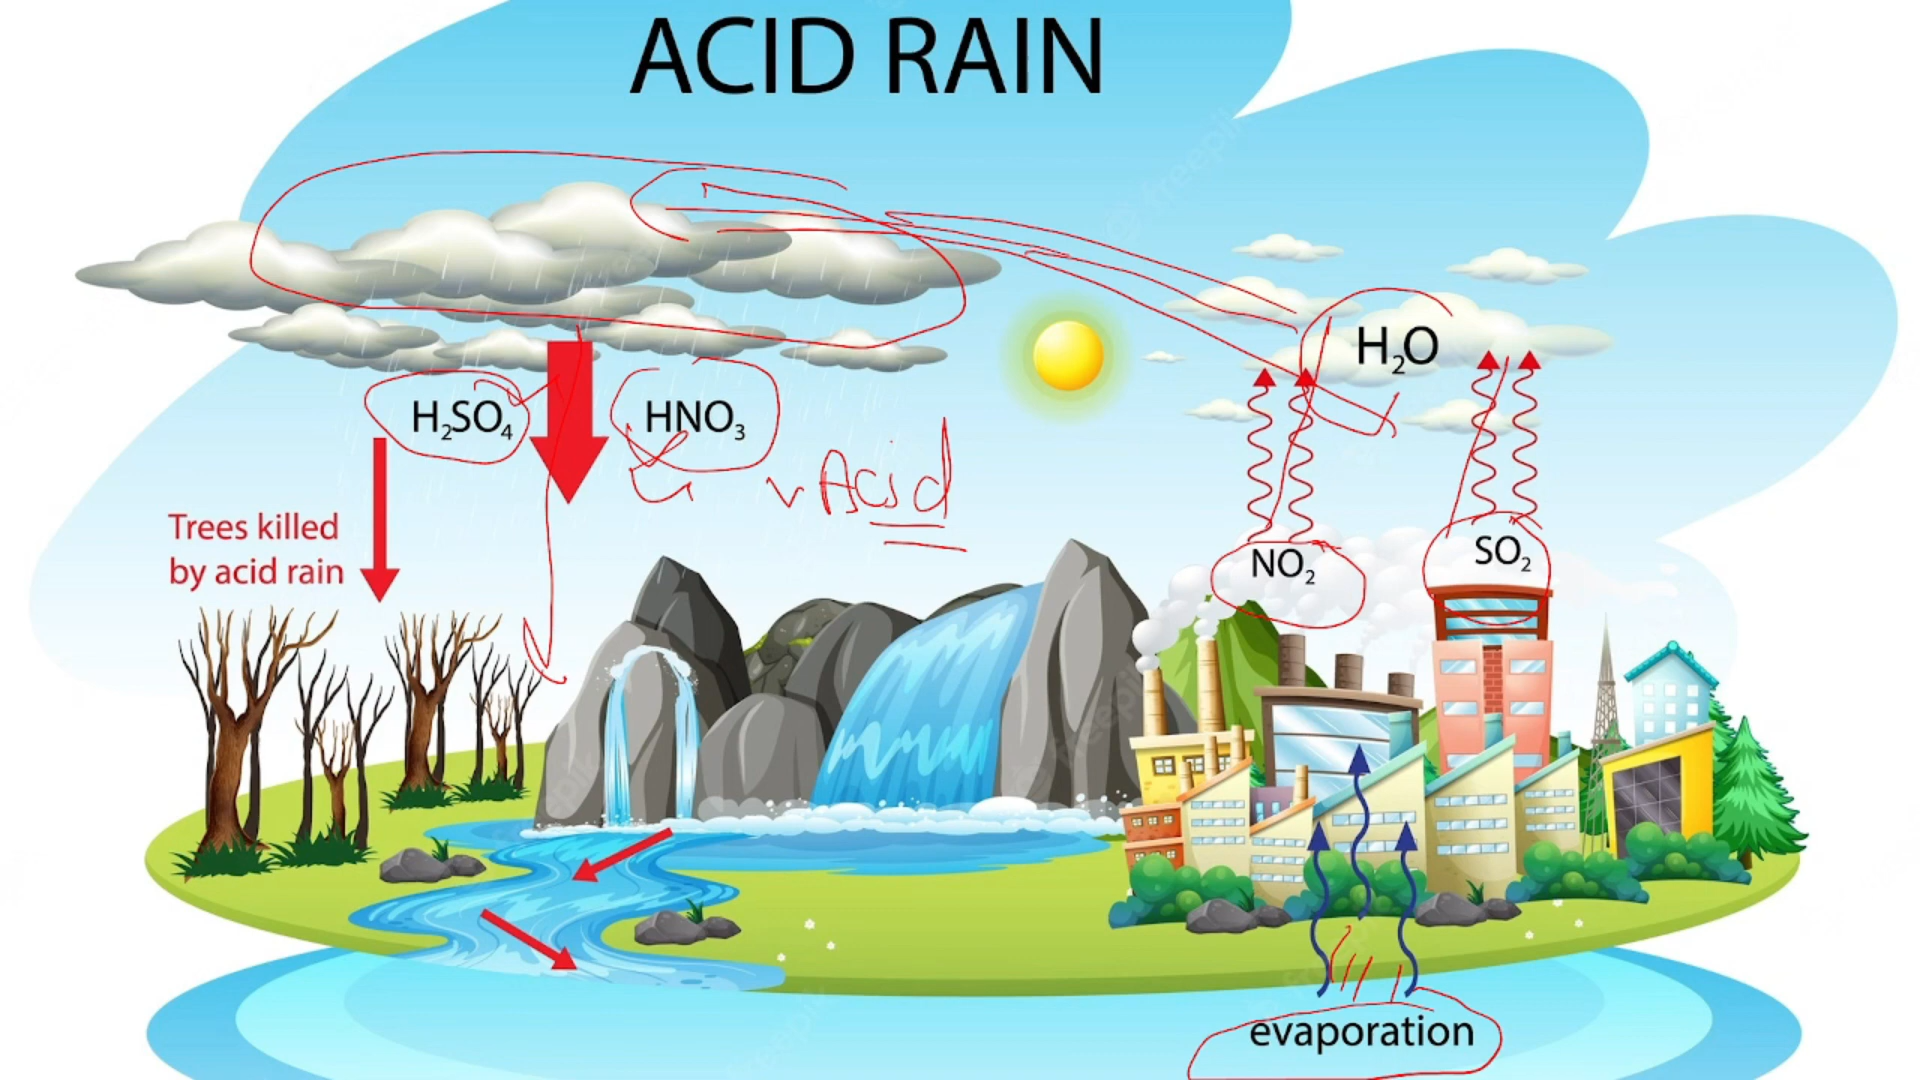 ACID RAIN
H₂O
H₂SO₄
HNO₃
Acid
Trees killed
by acid rain
NO₂
SO₂
evaporation